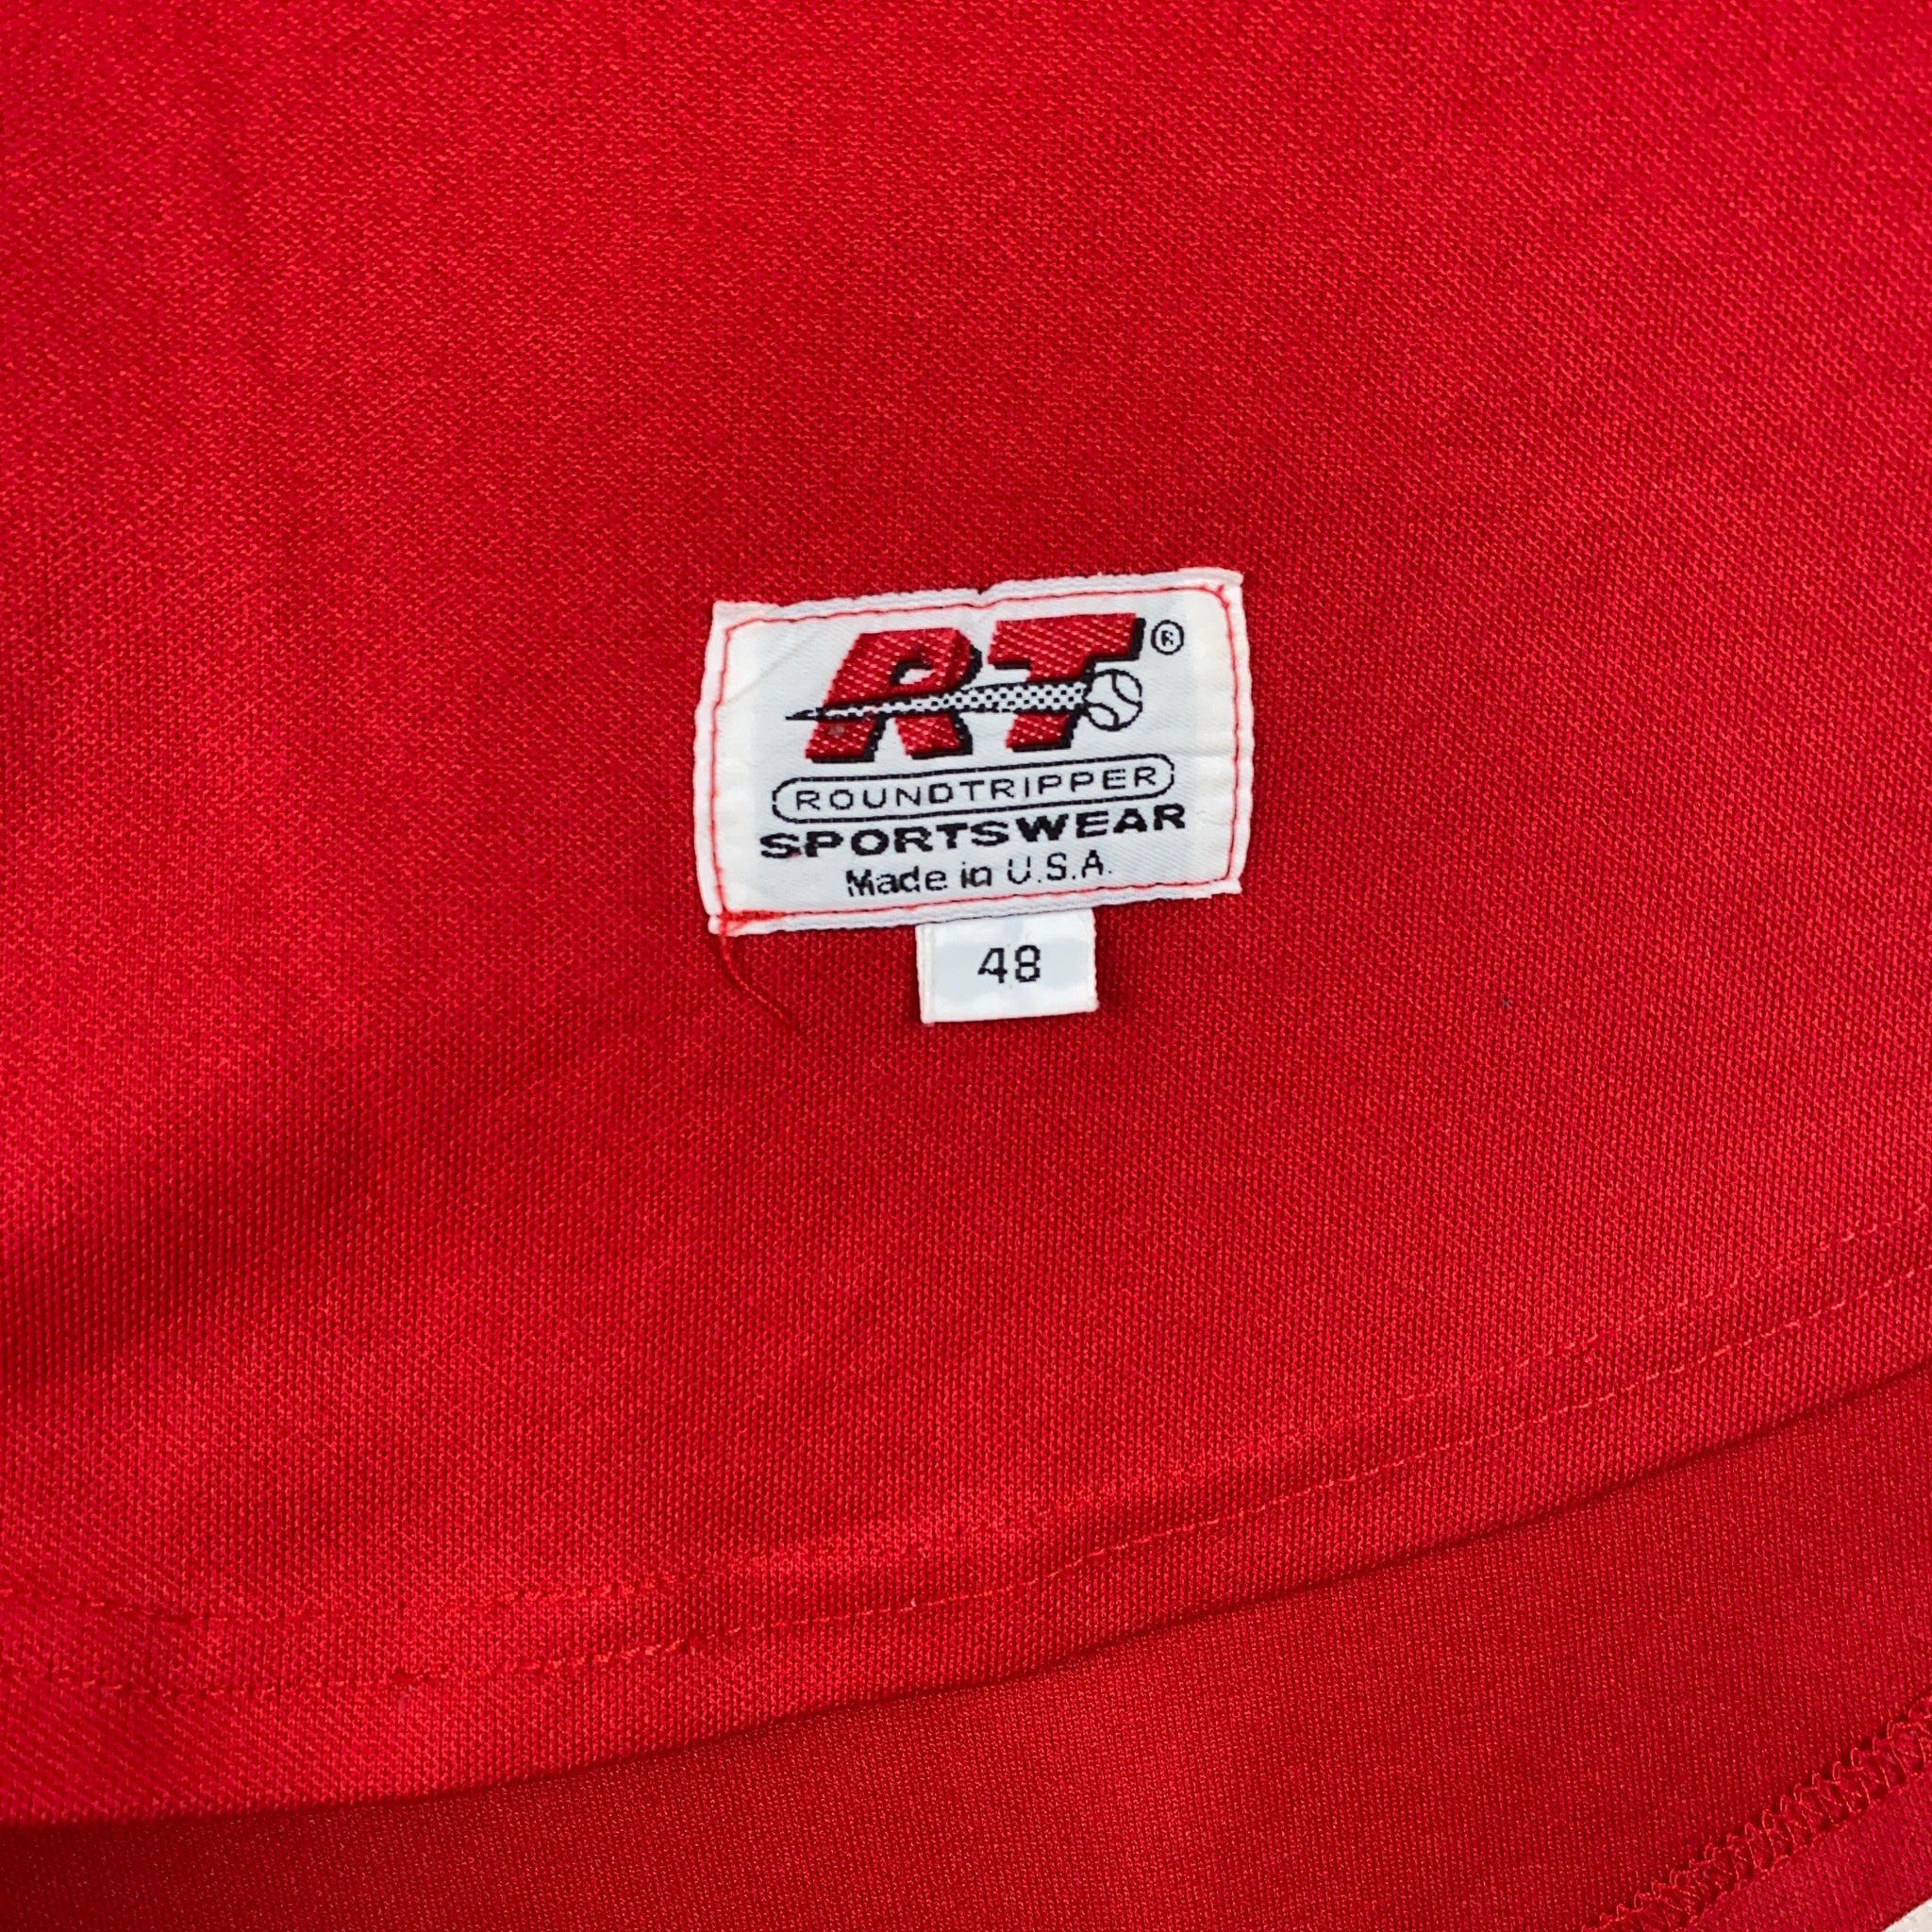 RT®
ROUNDTRIPPER
SPORTSWEAR
Made in U.S.A.
48